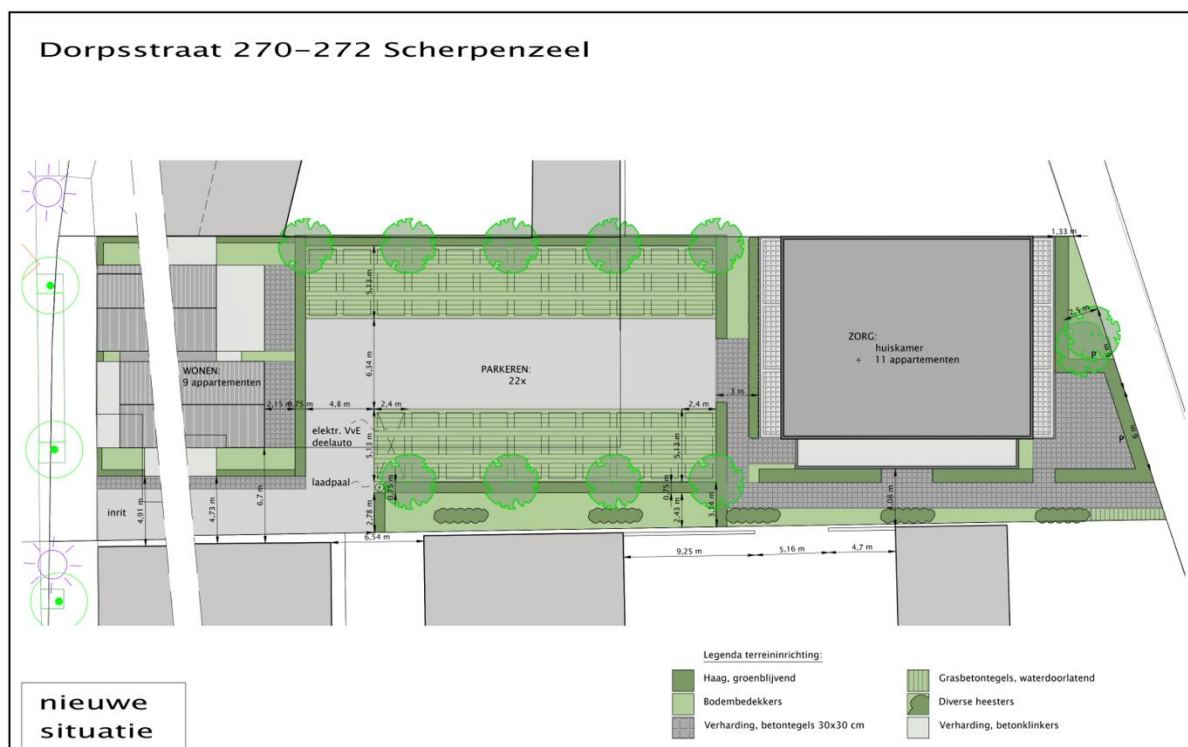 Dorpsstraat 270-272 Scherpenzeel
1,33 m
5,13 m
2,5 m
ZORG:
huiskamer
+ 11 appartementen
6 m
P
WONEN:
9 appartementen
6,34 m
PARKEREN:
22x
3 m
2,15 m
0,75 m
4,8 m
2,4 m
2,4 m
elektr. VvE
deelauto
5,13 m
5,13 m
6 m
P
laadpaal
0,75 m
0,75 m
inrit
4,91 m
4,73 m
6,7 m
2,78 m
2,43 m
3,14 m
4,08 m
6,54 m
9,25 m
5,16 m
4,7 m
Legenda terreininrichting:
Haag, groenblijvend
Grasbetontegels, waterdoorlatend
Bodembedekkers
Diverse heesters
Verharding, betontegels 30x30 cm
Verharding, betonklinkers
nieuwe
situatie